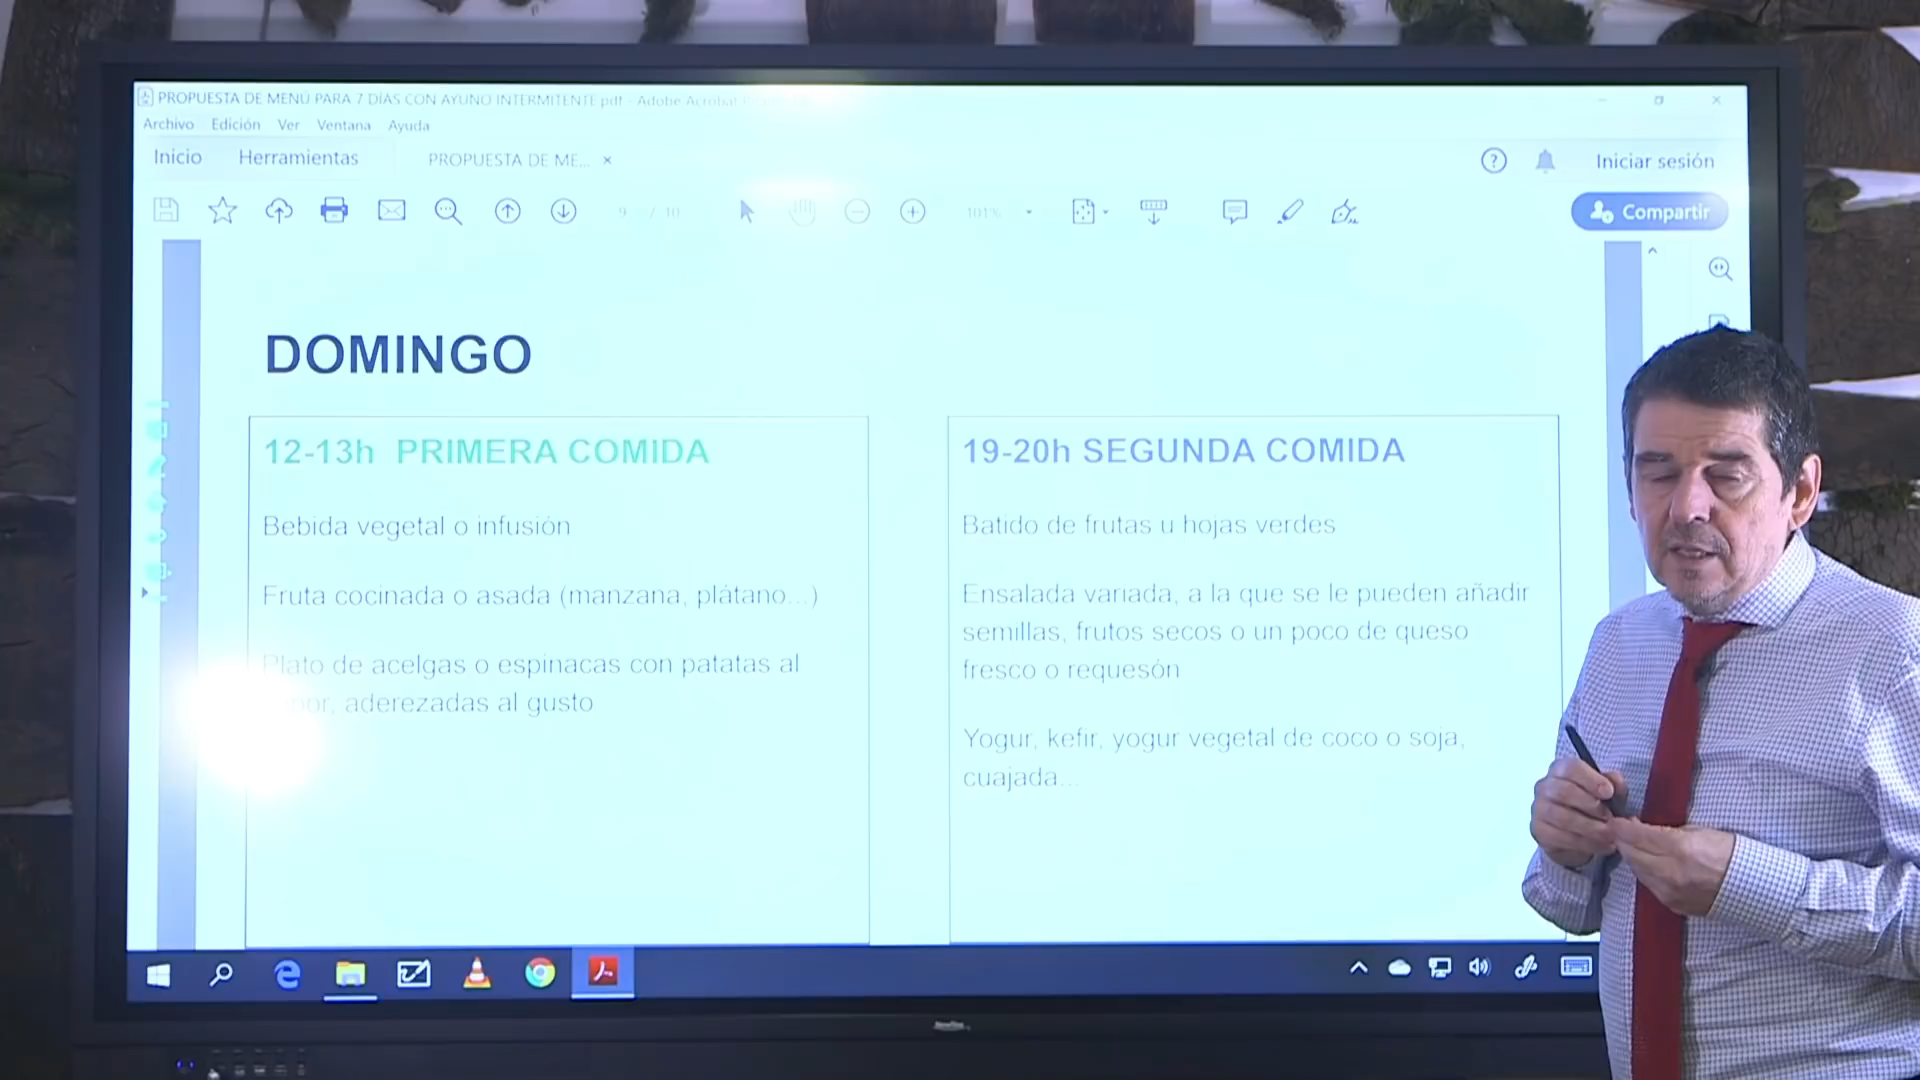 PROPUESTA DE MENÚ PARA 7 DÍAS CON AYUNO INTERMITENTE.pdf - Adobe Acrobat
Archivo Edición Ver Ventana Ayuda
Inicio Herramientas PROPUESTA DE ME... × Iniciar sesión
9 / 10 101% Compartir
DOMINGO
12-13h PRIMERA COMIDA
Bebida vegetal o infusión
Fruta cocinada o asada (manzana, plátano...)
Plato de acelgas o espinacas con patatas al
aderezadas al gusto
19-20h SEGUNDA COMIDA
Batido de frutas u hojas verdes
Ensalada variada, a la que se le pueden añadir
semillas, frutos secos o un poco de queso
fresco o requesón
Yogur, kefir, yogur vegetal de coco o soja,
cuajada...